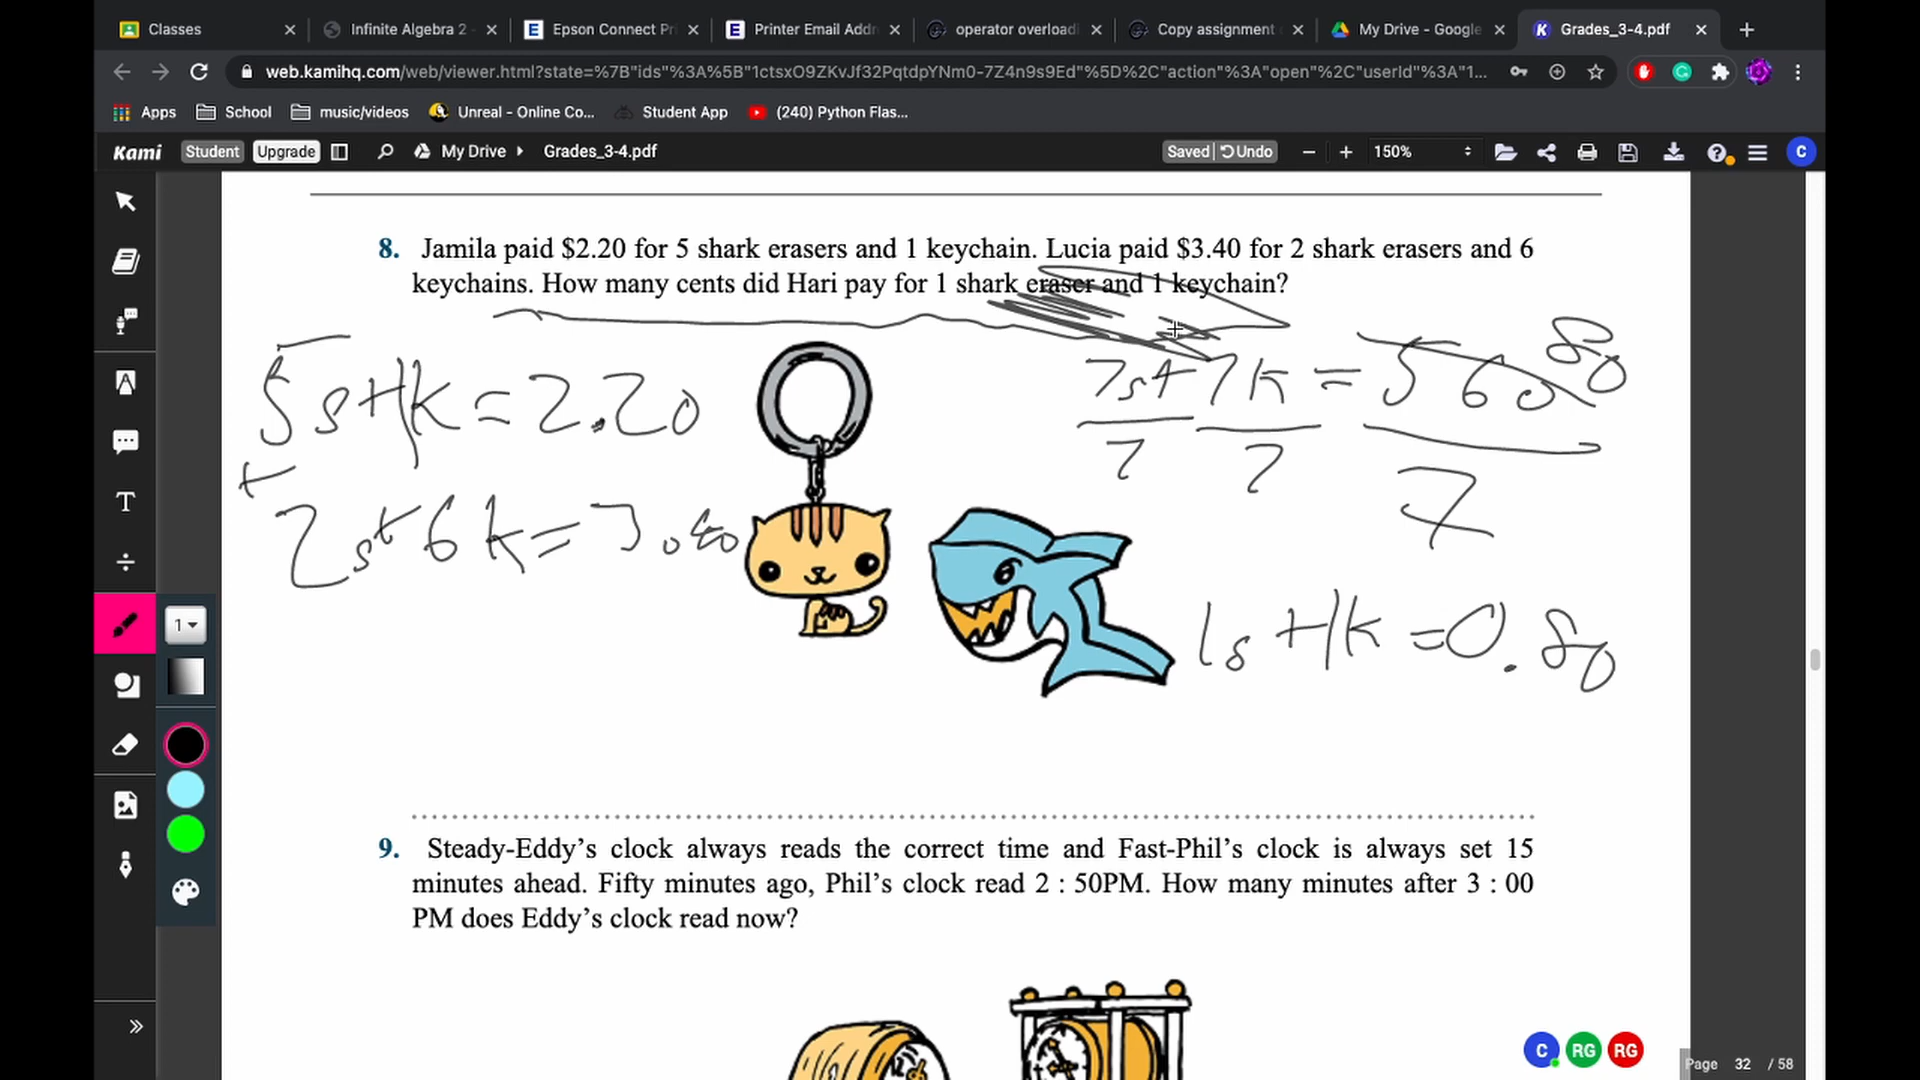 Classes
Infinite Algebra 2 -
Epson Connect Pri
Printer Email Addr
operator overloadi
Copy assignment
My Drive - Google
Grades_3-4.pdf
web.kamihq.com/web/viewer.html?state=%7B"ids"%3A%5B"1ctsxO9ZKvJf32PqtdpYNm0-7Z4n9s9Ed"%5D%2C"action"%3A"open"%2C"userId"%3A"1...
Apps
School
music/videos
Unreal - Online Co...
Student App
(240) Python Flas...
Kami
Student
Upgrade
My Drive
Grades_3-4.pdf
Saved
Undo
150%
C
8. Jamila paid $2.20 for 5 shark erasers and 1 keychain. Lucia paid $3.40 for 2 shark erasers and 6
keychains. How many cents did Hari pay for 1 shark eraser and 1 keychain?
5s+1k=2.20
+
2s+6k=3.40
7s+7k=560
80
7 7 7
1s+1k=0.80
1
9. Steady-Eddy's clock always reads the correct time and Fast-Phil's clock is always set 15
minutes ahead. Fifty minutes ago, Phil's clock read 2 : 50PM. How many minutes after 3 : 00
PM does Eddy's clock read now?
C
RG
RG
Page 32 / 58